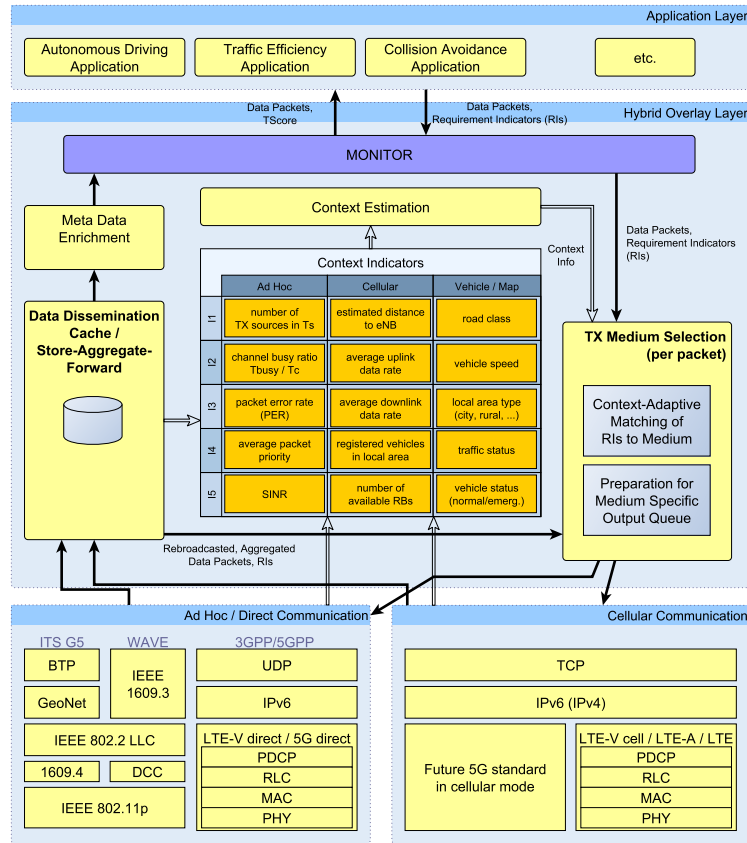 Application Layer
Autonomous Driving
Application
Traffic Efficiency
Application
Collision Avoidance
Application
etc.
Data Packets,
TScore
Data Packets,
Requirement Indicators (RIs)
Hybrid Overlay Layer
MONITOR
Meta Data
Enrichment
Context Estimation
Context
Info
Data Packets,
Requirement Indicators
(RIs)
Context Indicators
Ad Hoc
Cellular
Vehicle / Map
I1
number of
TX sources in Ts
estimated distance
to eNB
road class
I2
channel busy ratio
Tbusy / Tc
average uplink
data rate
vehicle speed
I3
packet error rate
(PER)
average downlink
data rate
local area type
(city, rural, ...)
I4
average packet
priority
registered vehicles
in local area
traffic status
I5
SINR
number of
available RBs
vehicle status
(normal/emerg.)
Data Dissemination
Cache /
Store-Aggregate-
Forward
TX Medium Selection
(per packet)
Context-Adaptive
Matching of
RIs to Medium
Preparation for
Medium Specific
Output Queue
Rebroadcasted, Aggregated
Data Packets, RIs
Ad Hoc / Direct Communication
ITS G5
WAVE
3GPP/5GPP
BTP
IEEE
1609.3
UDP
GeoNet
IPv6
IEEE 802.2 LLC
1609.4
DCC
IEEE 802.11p
LTE-V direct / 5G direct
PDCP
RLC
MAC
PHY
Cellular Communication
TCP
IPv6 (IPv4)
Future 5G standard
in cellular mode
LTE-V cell / LTE-A / LTE
PDCP
RLC
MAC
PHY